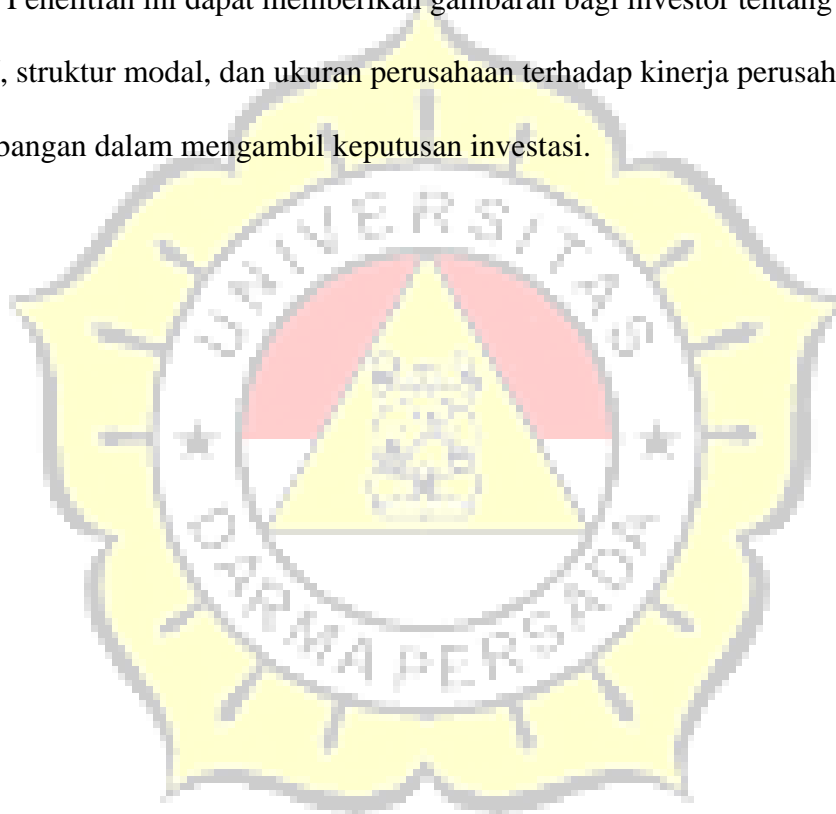 Penelitian ini dapat memberikan gambaran bagi investor tentang
, struktur modal, dan ukuran perusahaan terhadap kinerja perusah
bangan dalam mengambil keputusan investasi.
UNIVERSITAS
DARMA PERSADA